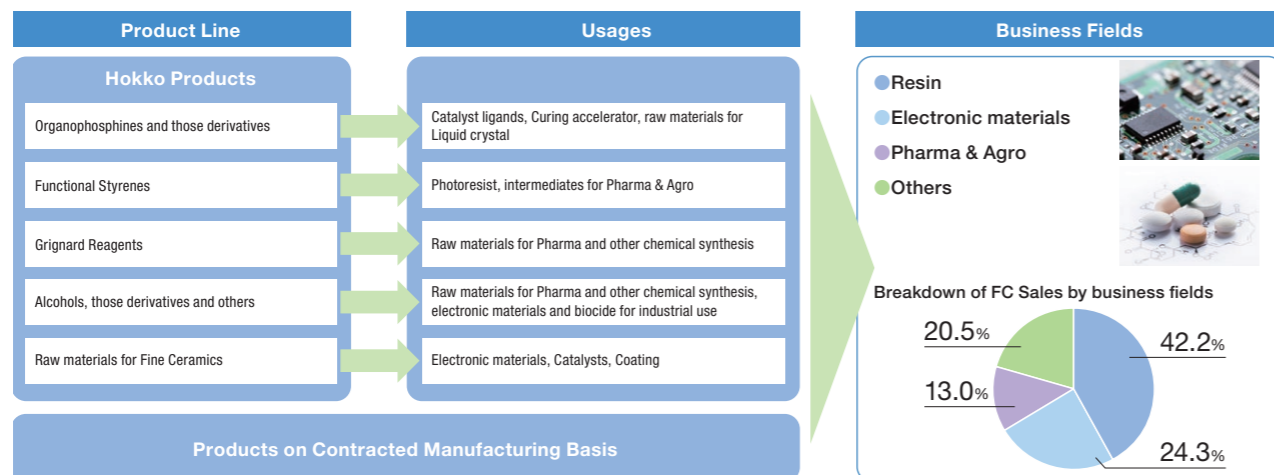 Product Line
Usages
Business Fields
Hokko Products
Organophosphines and those derivatives
Catalyst ligands, Curing accelerator, raw materials for
Liquid crystal
Functional Styrenes
Photoresist, intermediates for Pharma & Agro
Grignard Reagents
Raw materials for Pharma and other chemical synthesis
Alcohols, those derivatives and others
Raw materials for Pharma and other chemical synthesis,
electronic materials and biocide for industrial use
Raw materials for Fine Ceramics
Electronic materials, Catalysts, Coating
Products on Contracted Manufacturing Basis
Resin
Electronic materials
Pharma & Agro
Others
Breakdown of FC Sales by business fields
20.5%
42.2%
13.0%
24.3%